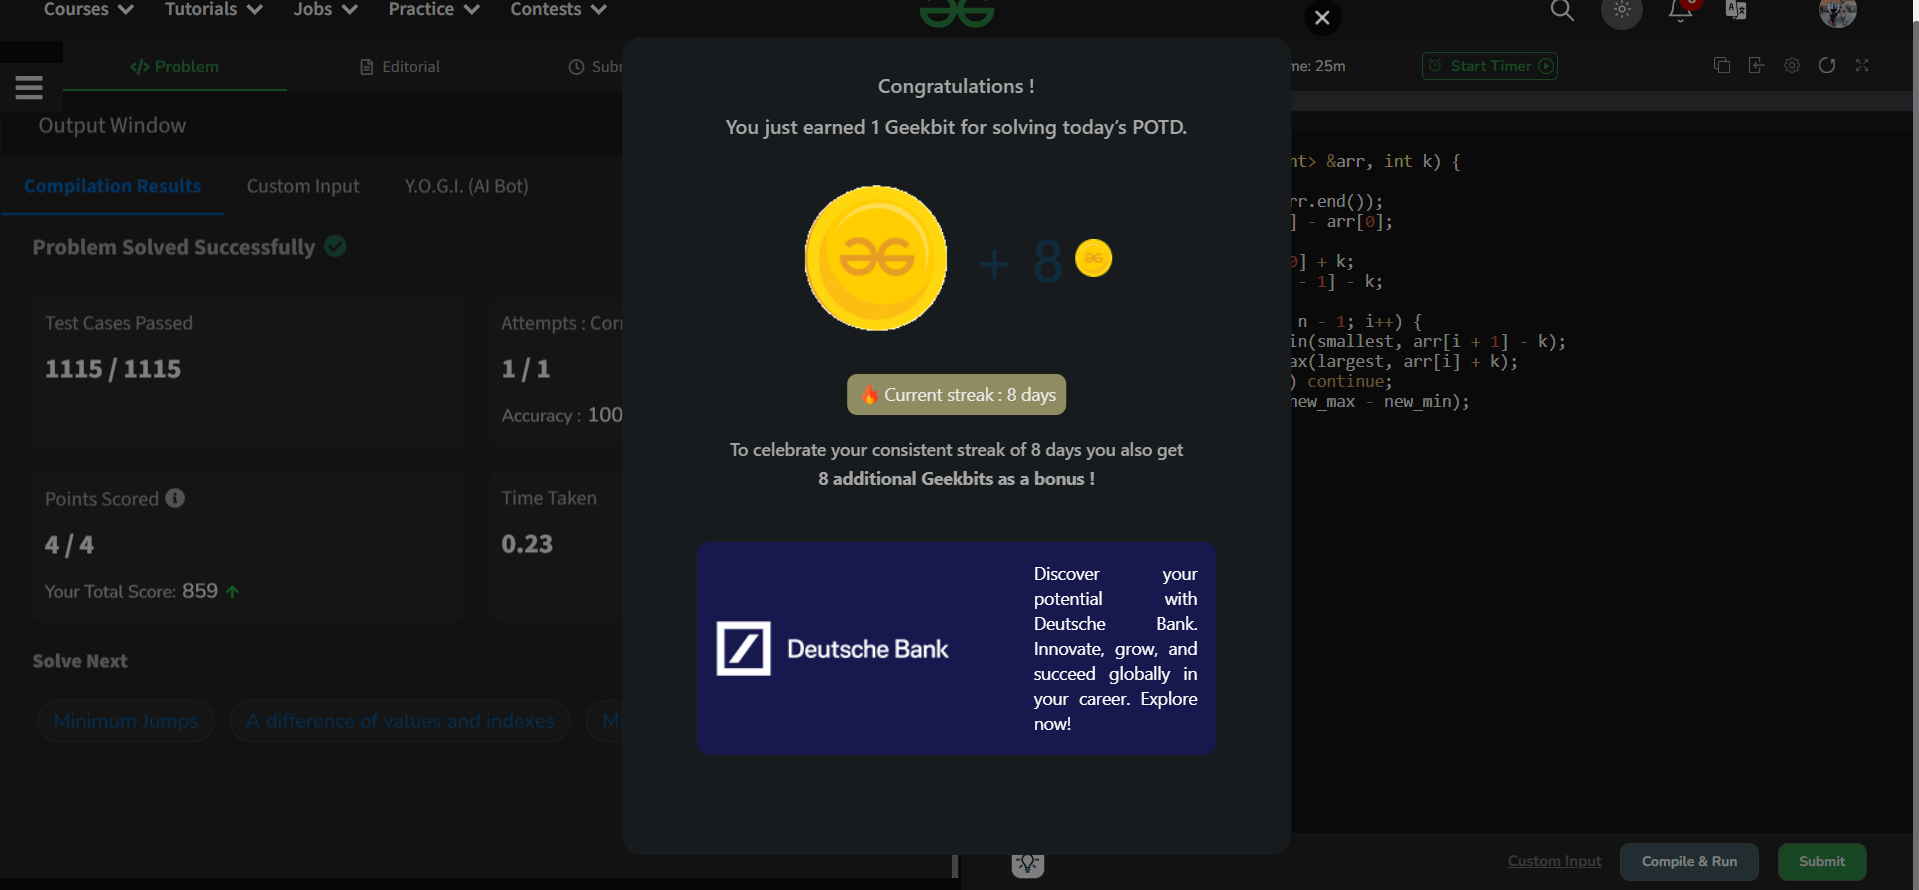 Courses
Tutorials
Jobs
Practice
Contests
</> Problem
Editorial
Start Timer
Output Window
Compilation Results
Custom Input
Y.O.G.I. (AI Bot)
Problem Solved Successfully
Test Cases Passed
1115 / 1115
Attempts :
1 / 1
Accuracy : 100
Points Scored
4 / 4
Your Total Score: 859
Time Taken
0.23
Solve Next
Minimum Jumps
A difference of values and indexes
Congratulations !
You just earned 1 Geekbit for solving today's POTD.
+ 8
Current streak : 8 days
To celebrate your consistent streak of 8 days you also get
8 additional Geekbits as a bonus !
Deutsche Bank
Discover your
potential with
Deutsche Bank.
Innovate, grow, and
succeed globally in
your career. Explore
now!
me: 25m
nt> &arr, int k) {
rr.end());
] - arr[0];
0] + k;
- 1] - k;
n - 1; i++) {
in(smallest, arr[i + 1] - k);
ax(largest, arr[i] + k);
) continue;
new_max - new_min);
Custom Input
Compile & Run
Submit